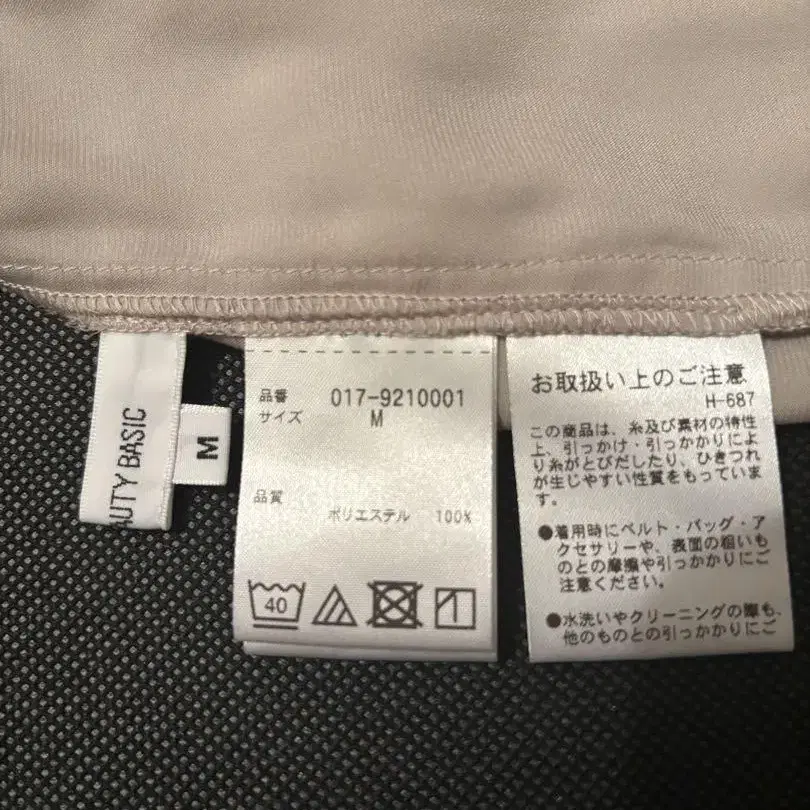 AUTY BASIC
M
品番 017-9210001
サイズ M
品質
ポリエステル 100%
40
お取扱い上のご注意
H-687
この商品は、糸及び素材の特性
上、引っかけ・引っかかりによ
り糸がとびだしたり、ひきつれ
が生じやすい性質をもっていま
す。
●着用時にベルト・バッグ・ア
クセサリーや、表面の粗いも
のとの摩擦や引っかかりにご
注意ください。
●水洗いやクリーニングの際も、
他のものとの引っかかりにご